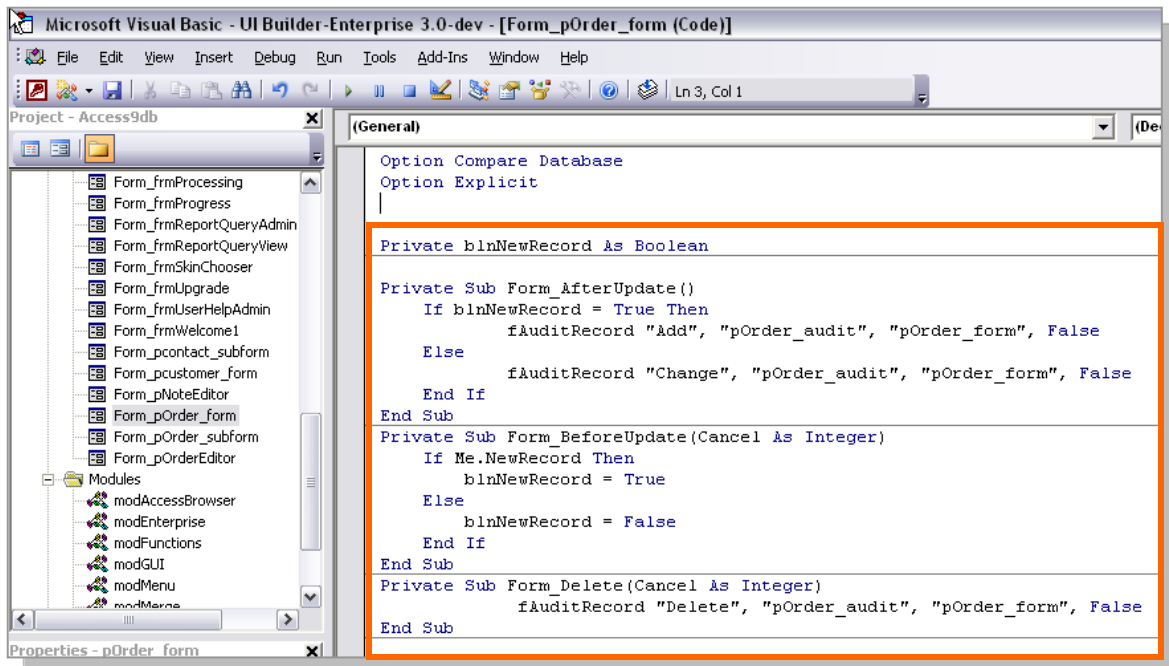 Microsoft Visual Basic - UI Builder-Enterprise 3.0-dev - [Form_pOrder_form (Code)]
File Edit View Insert Debug Run Tools Add-Ins Window Help
Ln 3, Col 1
Project - Access9db
Form_frmProcessing
Form_frmProgress
Form_frmReportQueryAdmin
Form_frmReportQueryView
Form_frmSkinChooser
Form_frmUpgrade
Form_frmUserHelpAdmin
Form_frmWelcome1
Form_pcontact_subform
Form_pcustomer_form
Form_pNoteEditor
Form_pOrder_form
Form_pOrder_subform
Form_pOrderEditor
Modules
modAccessBrowser
modEnterprise
modFunctions
modGUI
modMenu
modMerge
Properties - pOrder_form
(General)
(De
Option Compare Database
Option Explicit
Private blnNewRecord As Boolean
Private Sub Form_AfterUpdate()
If blnNewRecord = True Then
fAuditRecord "Add", "pOrder_audit", "pOrder_form", False
Else
fAuditRecord "Change", "pOrder_audit", "pOrder_form", False
End If
End Sub
Private Sub Form_BeforeUpdate(Cancel As Integer)
If Me.NewRecord Then
blnNewRecord = True
Else
blnNewRecord = False
End If
End Sub
Private Sub Form_Delete(Cancel As Integer)
fAuditRecord "Delete", "pOrder_audit", "pOrder_form", False
End Sub